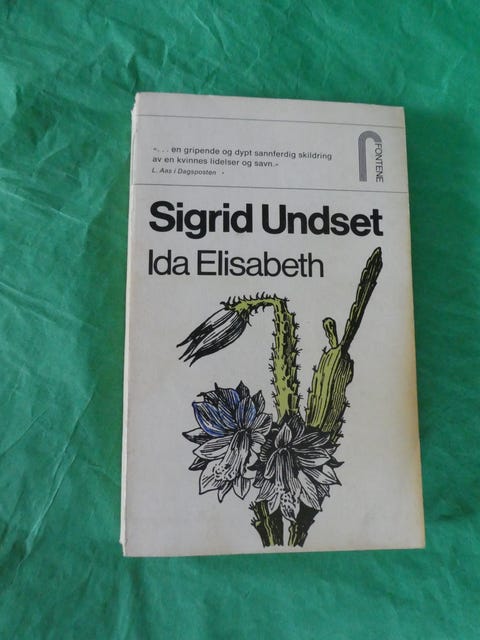 «... en gripende og dypt sannferdig skildring
av en kvinnes lidelser og savn.»
L. Aas i Dagsposten
FONTENE
Sigrid Undset
Ida Elisabeth